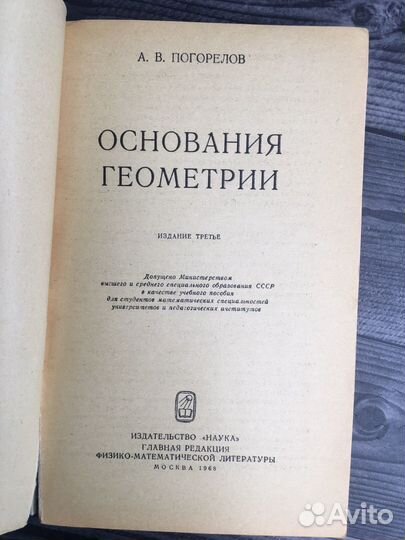 А. В. ПОГОРЕЛОВ
ОСНОВАНИЯ
ГЕОМЕТРИИ
ИЗДАНИЕ ТРЕТЬЕ
Допущено Министерством
высшего и среднего специального образования СССР
в качестве учебного пособия
для студентов математических специальностей
университетов и педагогических институтов
ИЗДАТЕЛЬСТВО «НАУКА»
ГЛАВНАЯ РЕДАКЦИЯ
ФИЗИКО-МАТЕМАТИЧЕСКОЙ ЛИТЕРАТУРЫ
МОСКВА 1968
Avito